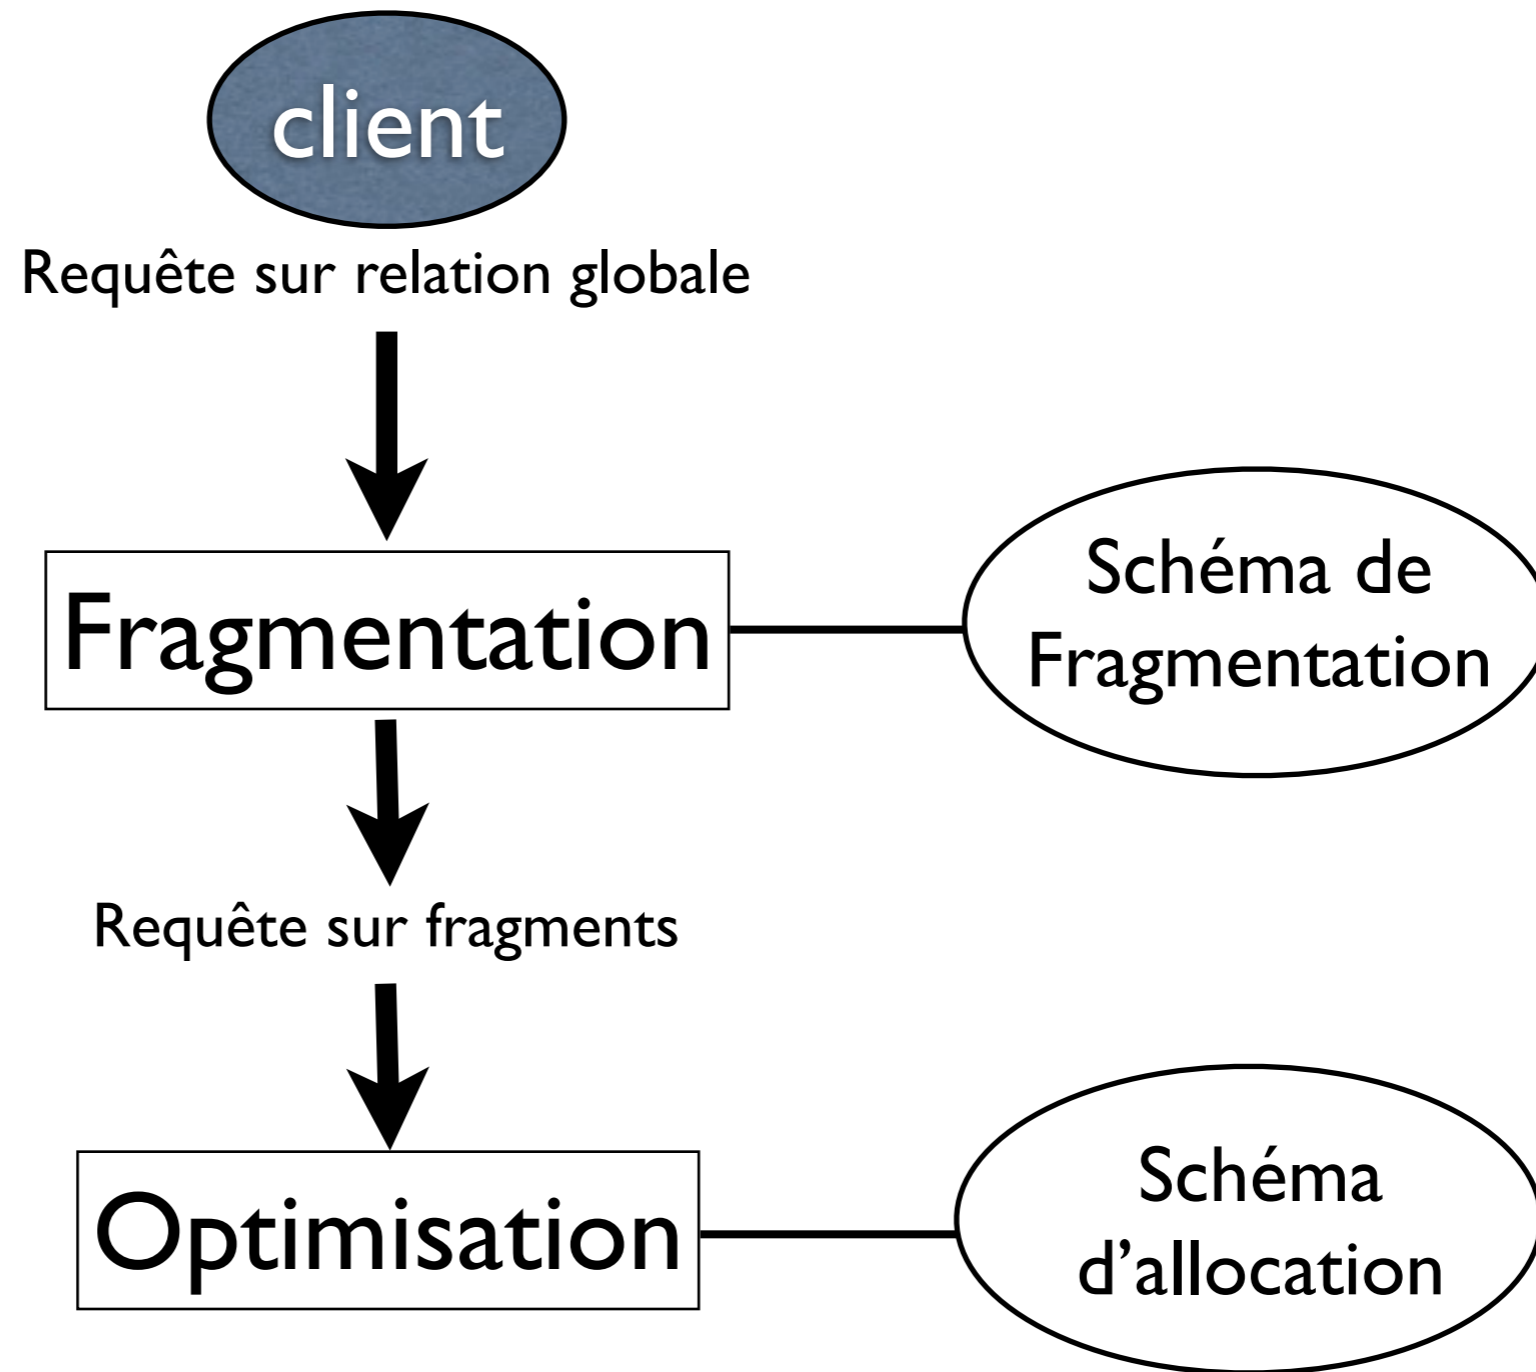 client
Requête sur relation globale
Fragmentation
Schéma de
Fragmentation
Requête sur fragments
Optimisation
Schéma
d’allocation